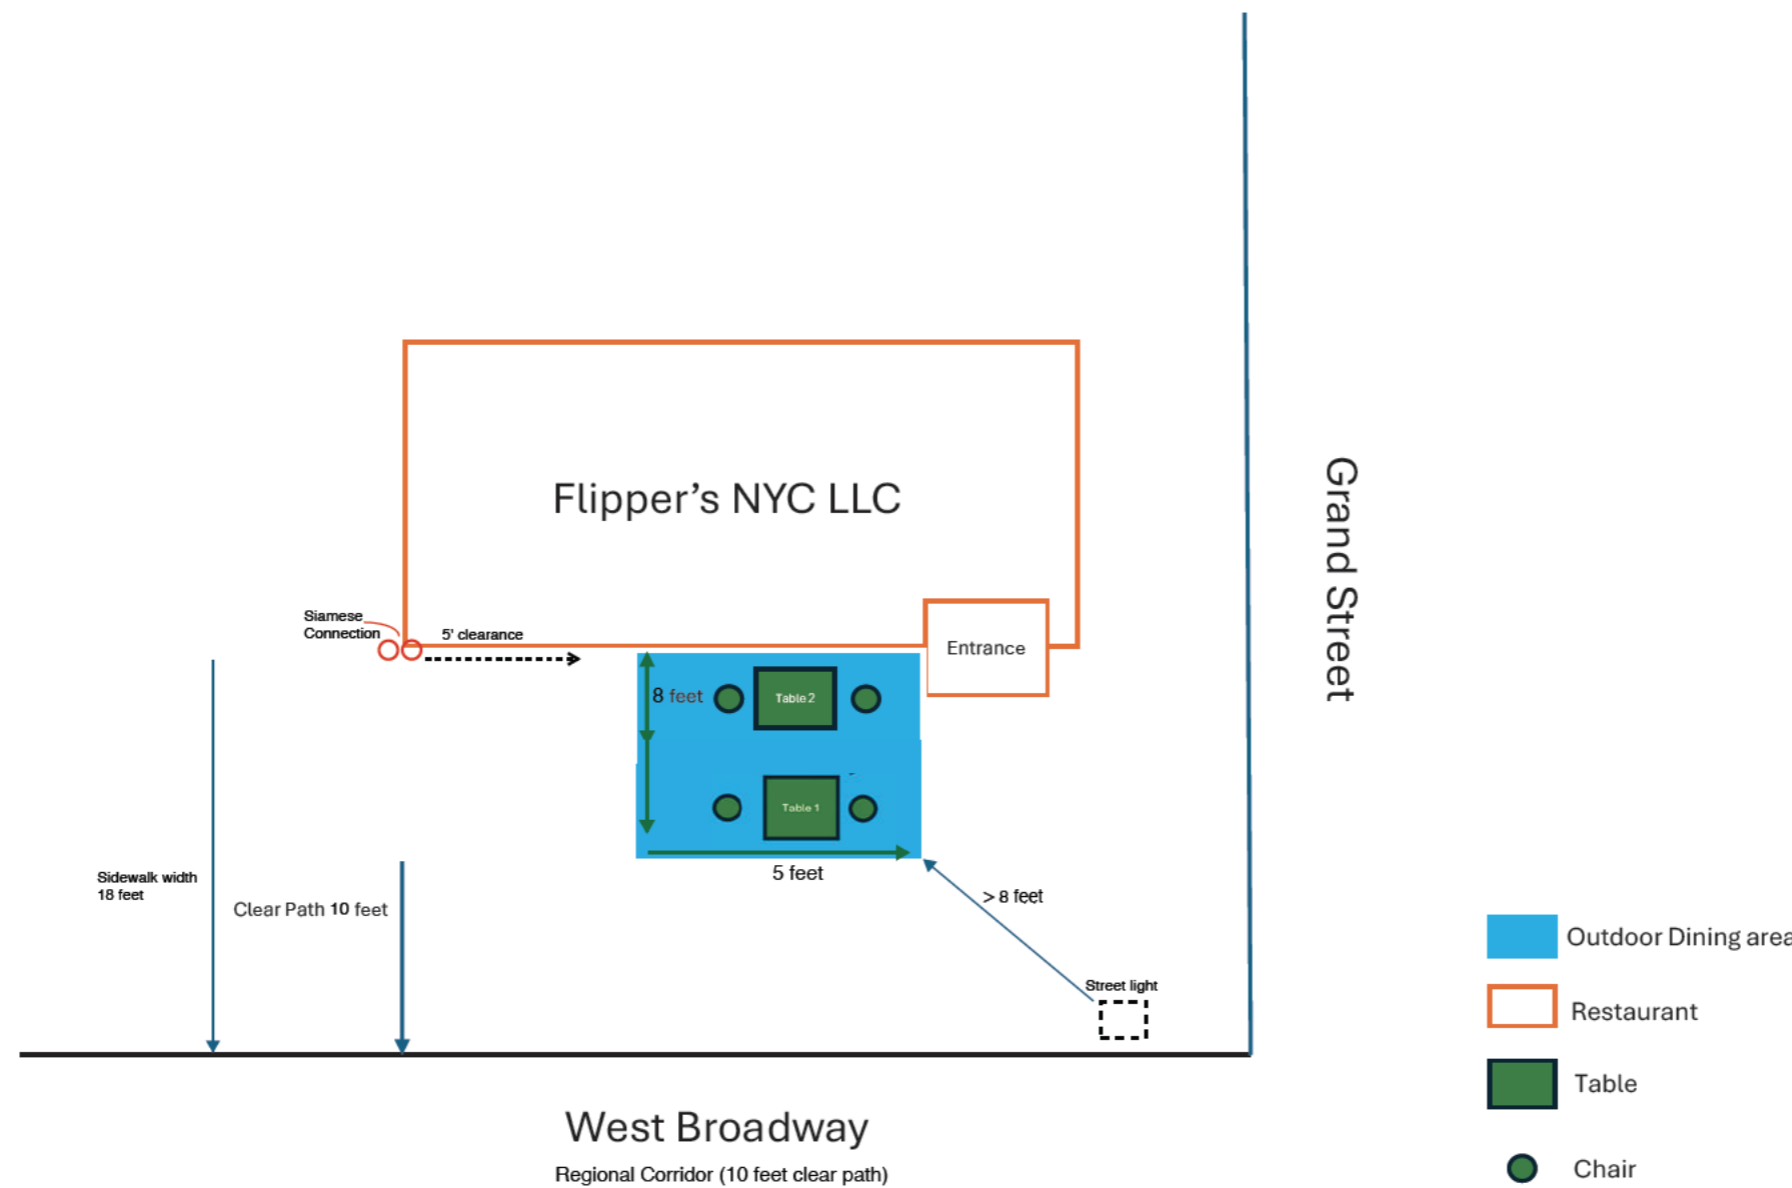 Flipper's NYC LLC
Grand Street
Siamese
Connection
5' clearance
Entrance
8 feet
Table 2
Table 1
5 feet
Sidewalk width
18 feet
Clear Path 10 feet
> 8 feet
Street light
Outdoor Dining area
Restaurant
Table
Chair
West Broadway
Regional Corridor (10 feet clear path)